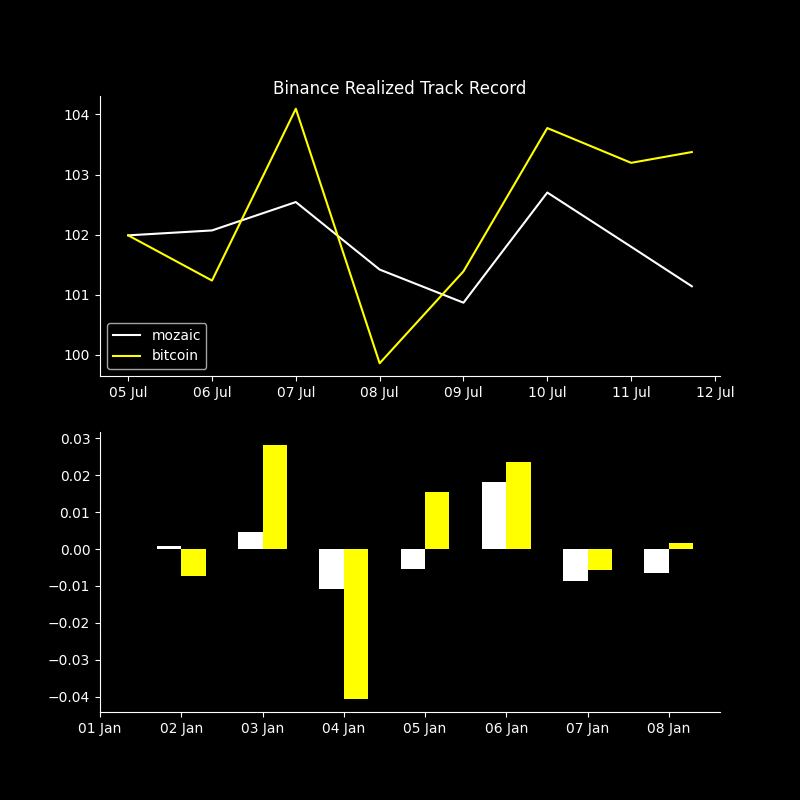 Binance Realized Track Record
104
103
102
101
100
mozaic
bitcoin
05 Jul 06 Jul 07 Jul 08 Jul 09 Jul 10 Jul 11 Jul 12 Jul
0.03
0.02
0.01
0.00
−0.01
−0.02
−0.03
−0.04
01 Jan 02 Jan 03 Jan 04 Jan 05 Jan 06 Jan 07 Jan 08 Jan